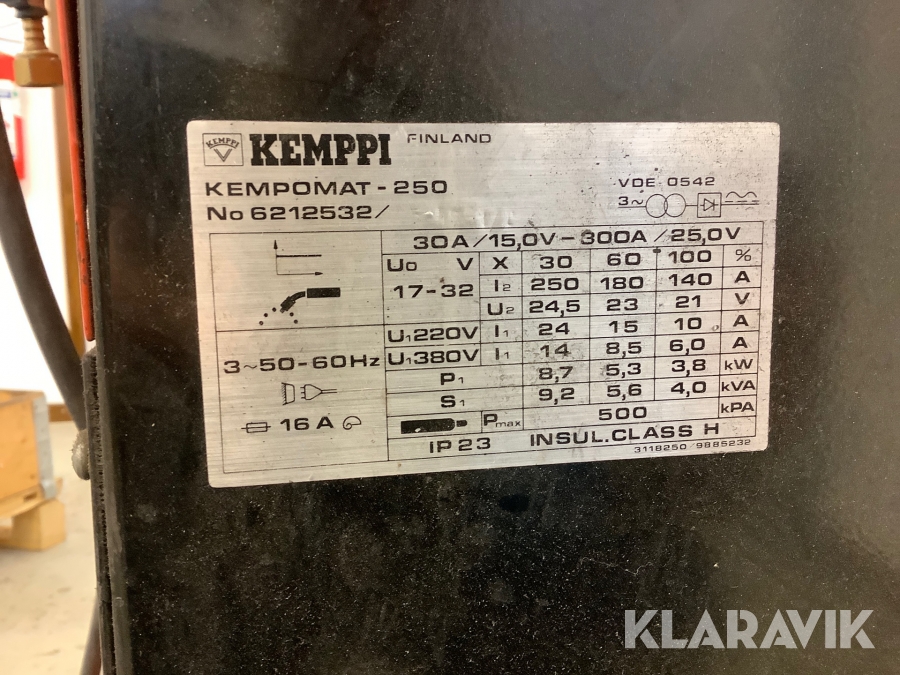 KEMPPI
KEMPPI FINLAND
KEMPOMAT - 250
No 6212532/
VDE 0542
3~
30A/15,0V - 300A/25,0V
U0 V X 30 60 100 %
17-32 I2 250 180 140 A
U2 24,5 23 21 V
U1 220V I1 24 15 10 A
3~50-60Hz U1 380V I1 14 8,5 6,0 A
P1 8,7 5,3 3,8 kW
S1 9,2 5,6 4,0 kVA
16 A Pmax 500 kPA
IP 23 INSUL.CLASS H
3118250/9885232
KLARAVIK